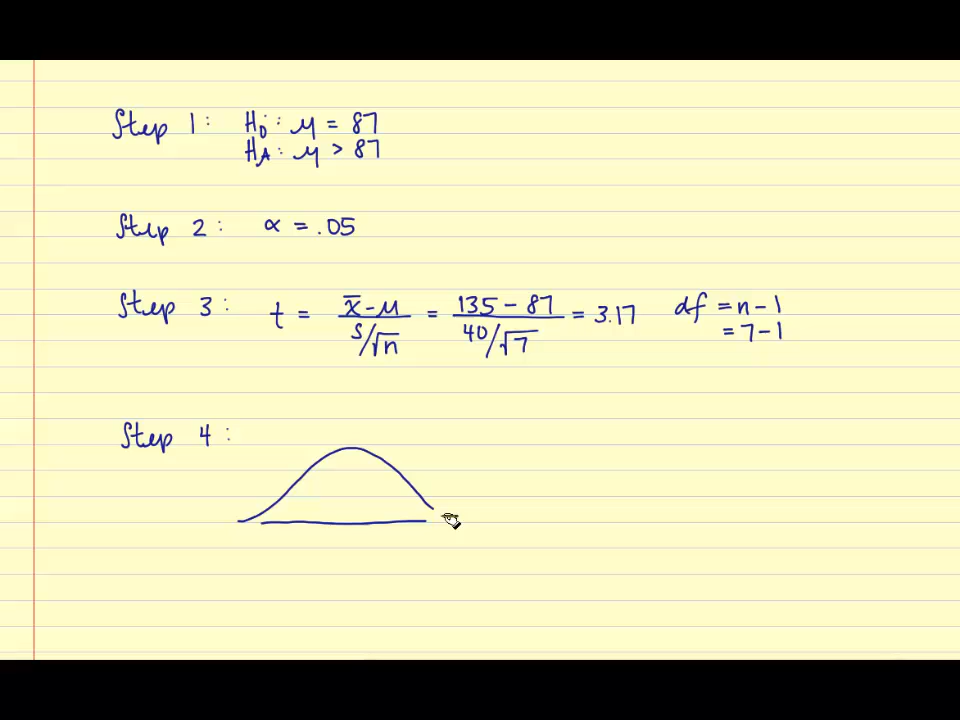 Step 1: H₀: μ = 87
H_A: μ > 87
Step 2: α = .05
Step 3: t = (x̄ - μ)/(s/√n) = (135 - 87)/(40/√7) = 3.17 df = n - 1
= 7 - 1
Step 4: